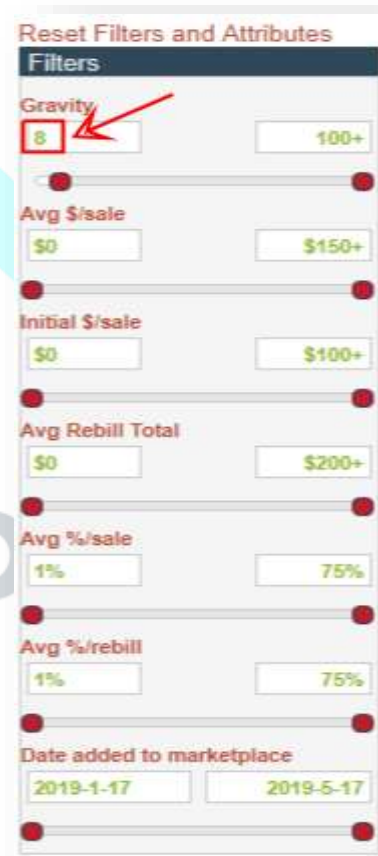 Reset Filters and Attributes
Filters
Gravity
8 100+
Avg $/sale
$0 $150+
Initial $/sale
$0 $100+
Avg Rebill Total
$0 $200+
Avg %/sale
1% 75%
Avg %/rebill
1% 75%
Date added to marketplace
2019-1-17 2019-5-17